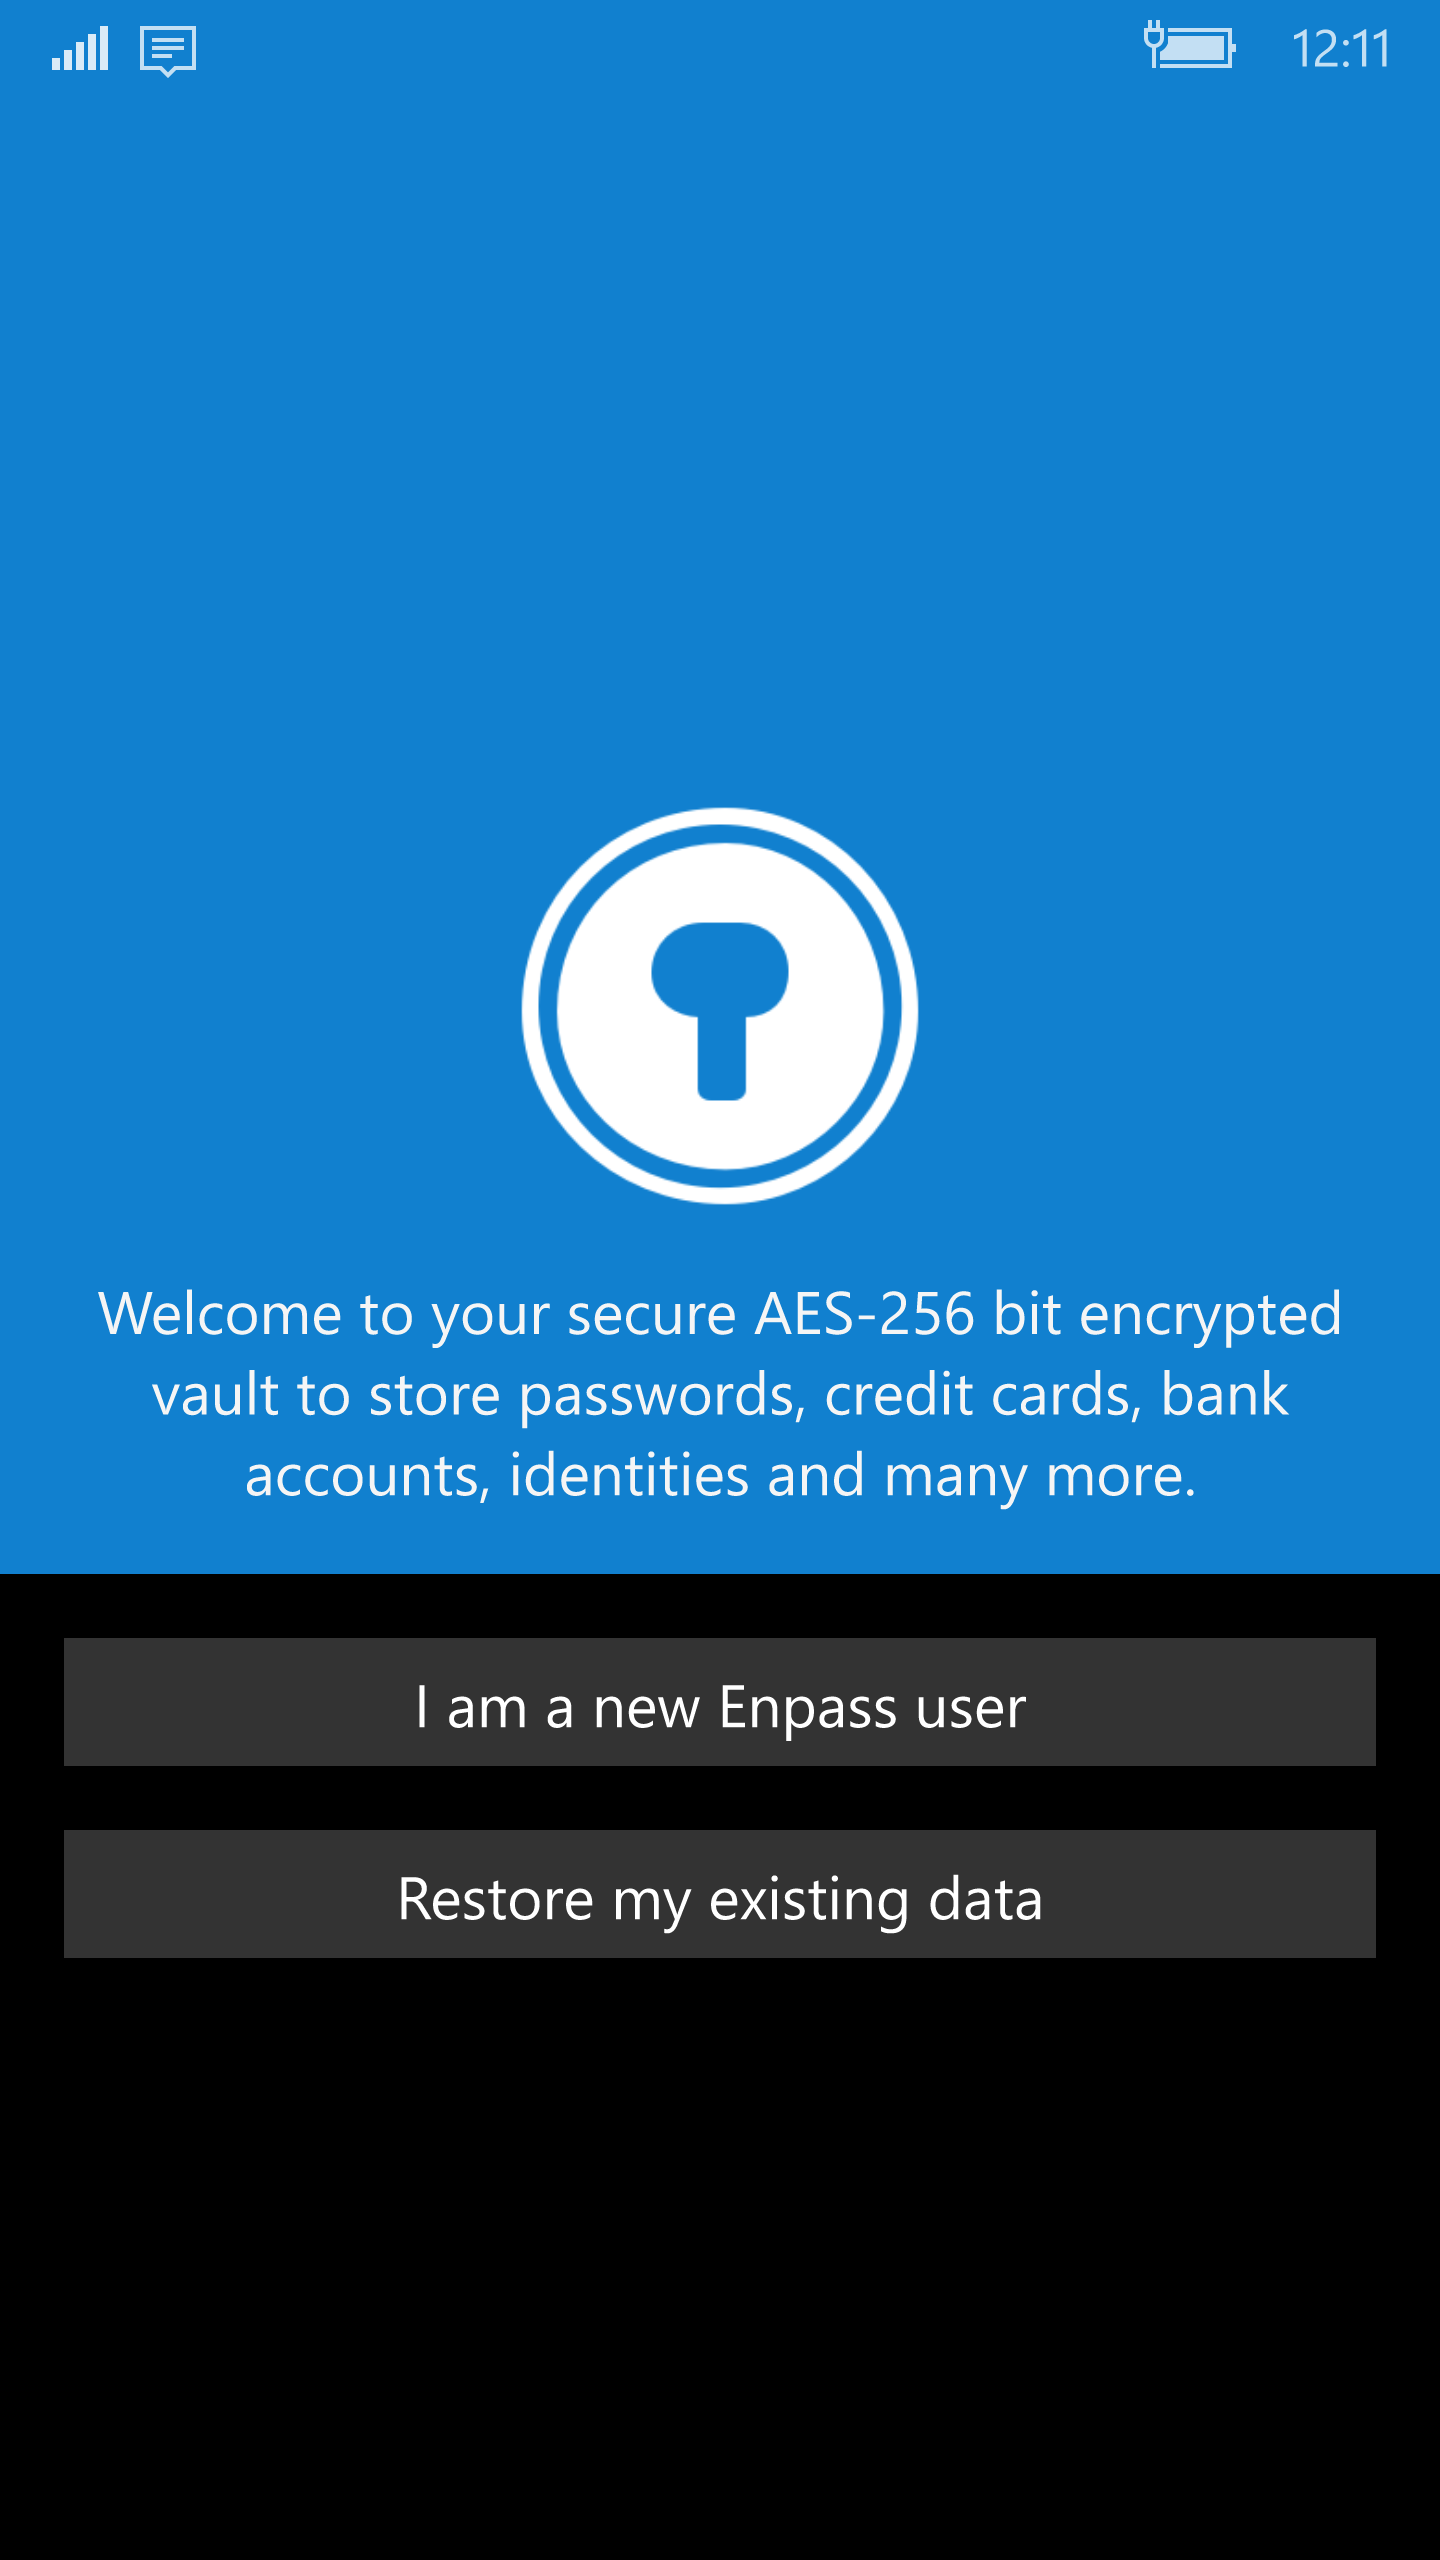 12:11
Welcome to your secure AES-256 bit encrypted
vault to store passwords, credit cards, bank
accounts, identities and many more.
I am a new Enpass user
Restore my existing data